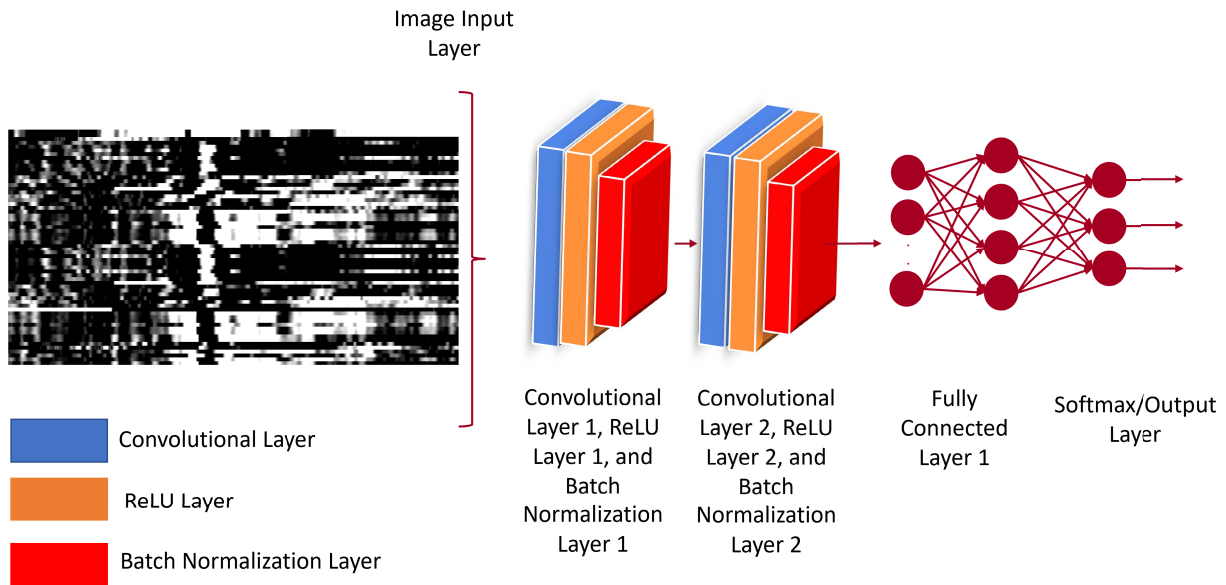 Image Input
Layer
Convolutional
Layer 1, ReLU
Layer 1, and
Batch
Normalization
Layer 1
Convolutional
Layer 2, ReLU
Layer 2, and
Batch
Normalization
Layer 2
Fully
Connected
Layer 1
Softmax/Output
Layer
Convolutional Layer
ReLU Layer
Batch Normalization Layer